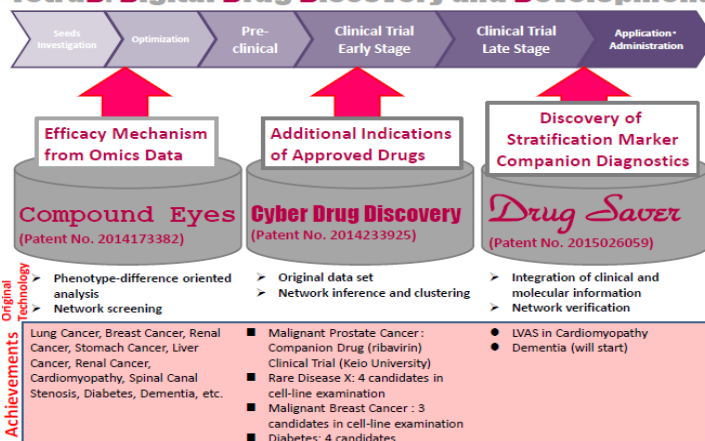 TetraD: Digital Drug Discovery and Development
Seeds
Investigation
Optimization
Pre-
clinical
Clinical Trial
Early Stage
Clinical Trial
Late Stage
Application・
Administration
Efficacy Mechanism
from Omics Data
Additional Indications
of Approved Drugs
Discovery of
Stratification Marker
Companion Diagnostics
Compound Eyes
(Patent No. 2014173382)
Cyber Drug Discovery
(Patent No. 2014233925)
Drug Saver
(Patent No. 2015026059)
Original
Technology
➢ Phenotype-difference oriented
analysis
➢ Network screening
➢ Original data set
➢ Network inference and clustering
➢ Integration of clinical and
molecular information
➢ Network verification
Achievements
Lung Cancer, Breast Cancer, Renal
Cancer, Stomach Cancer, Liver
Cancer, Renal Cancer,
Cardiomyopathy, Spinal Canal
Stenosis, Diabetes, Dementia, etc.
■ Malignant Prostate Cancer :
Companion Drug (ribavirin)
Clinical Trial (Keio University)
■ Rare Disease X: 4 candidates in
cell-line examination
■ Malignant Breast Cancer : 3
candidates in cell-line examination
■ Diabetes: 4 candidates
● LVAS in Cardiomyopathy
● Dementia (will start)